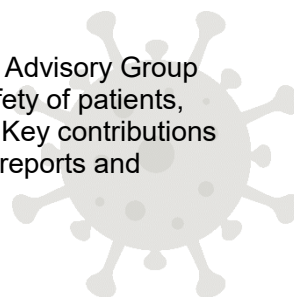 Advisory Group
fety of patients,
Key contributions
reports and